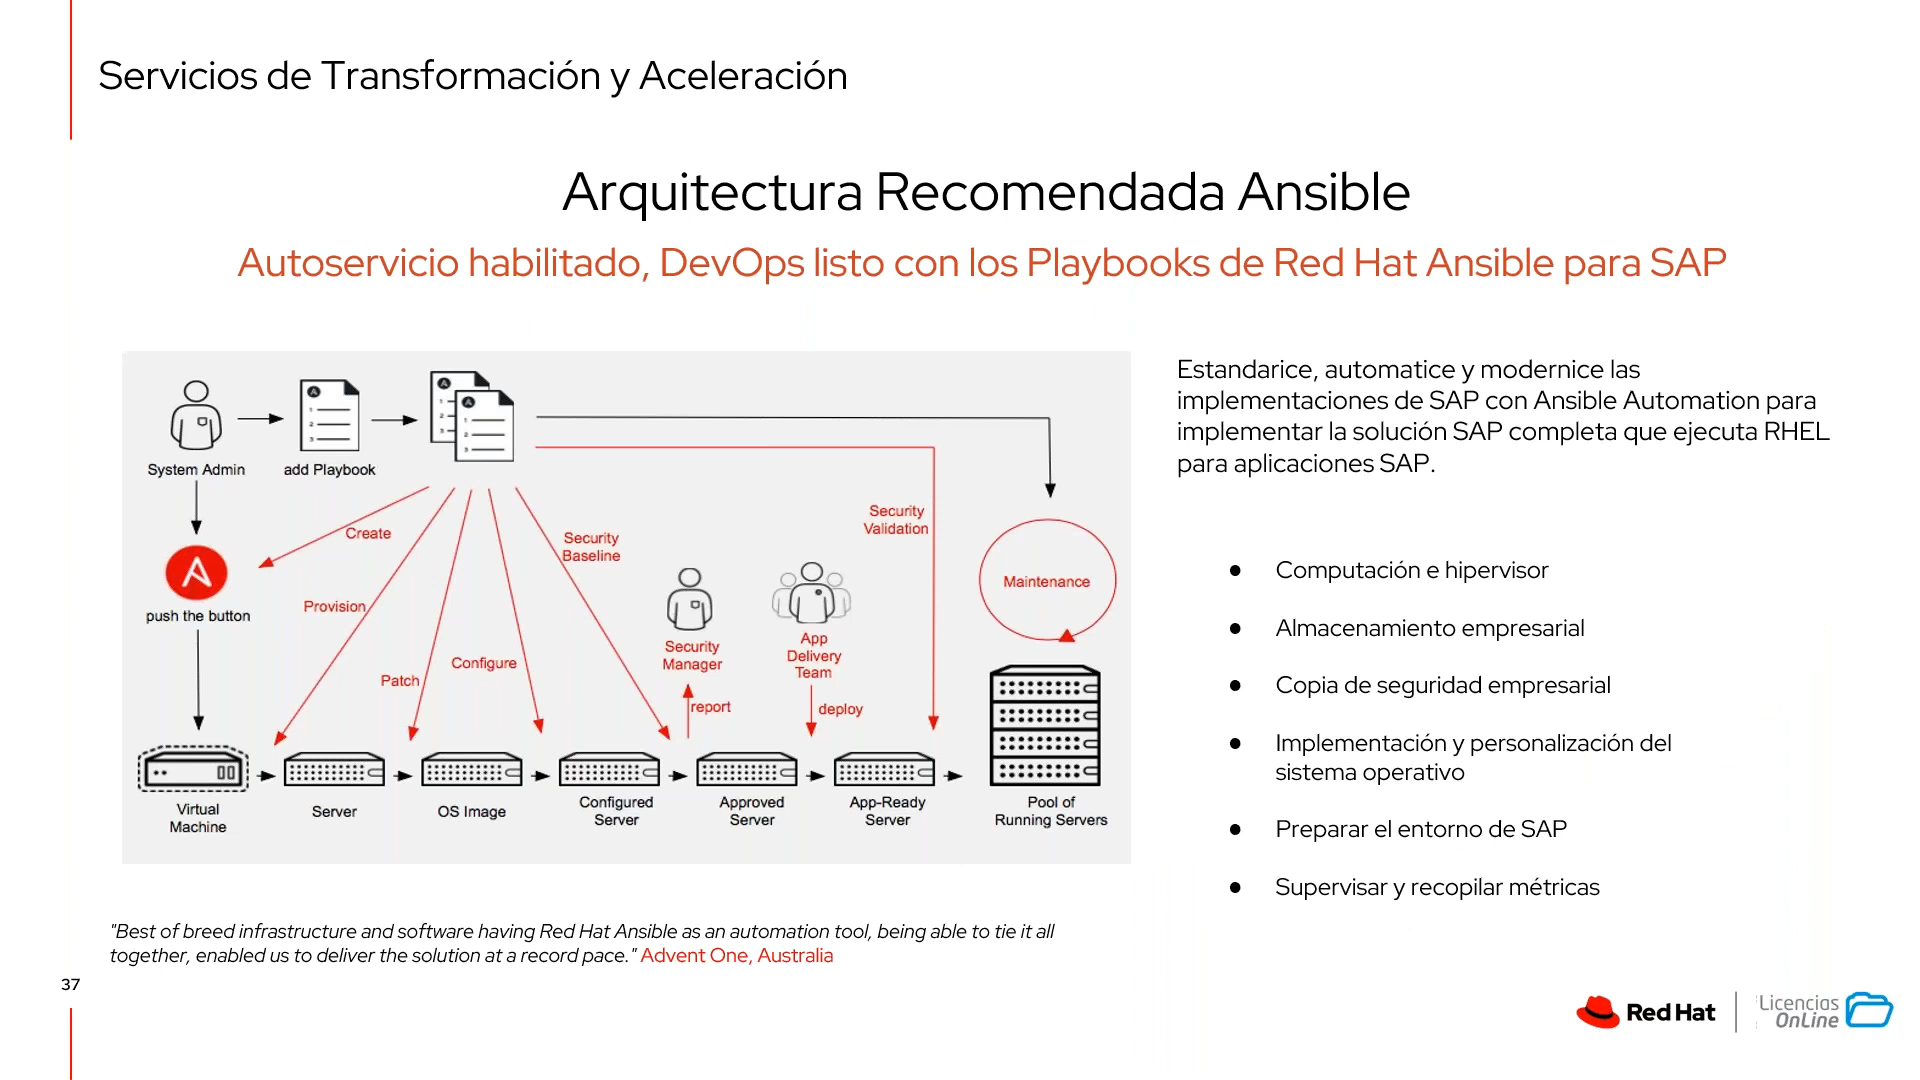 Servicios de Transformación y Aceleración
Arquitectura Recomendada Ansible
Autoservicio habilitado, DevOps listo con los Playbooks de Red Hat Ansible para SAP
System Admin
add Playbook
Create
Security
Baseline
Security
Validation
Maintenance
push the button
Provision
Patch
Configure
Security
Manager
report
App
Delivery
Team
deploy
Virtual
Machine
Server
OS Image
Configured
Server
Approved
Server
App-Ready
Server
Pool of
Running Servers
Estandarice, automatice y modernice las
implementaciones de SAP con Ansible Automation para
implementar la solución SAP completa que ejecuta RHEL
para aplicaciones SAP.
● Computación e hipervisor
● Almacenamiento empresarial
● Copia de seguridad empresarial
● Implementación y personalización del
sistema operativo
● Preparar el entorno de SAP
● Supervisar y recopilar métricas
"Best of breed infrastructure and software having Red Hat Ansible as an automation tool, being able to tie it all
together, enabled us to deliver the solution at a record pace." Advent One, Australia
37
Red Hat
Licencias
OnLine